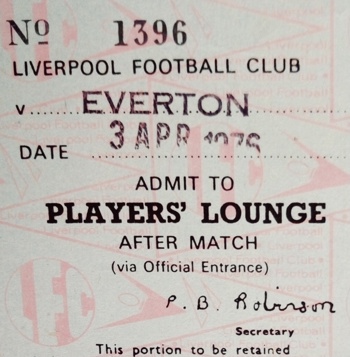 Nº 1396
LIVERPOOL FOOTBALL CLUB
v. EVERTON
DATE 3 APR 1976
ADMIT TO
PLAYERS' LOUNGE
AFTER MATCH
(via Official Entrance)
P. B. Robinson
Secretary
This portion to be retained